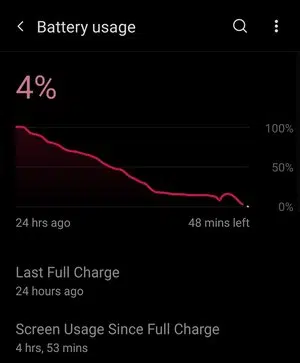 Battery usage
4%
100%
50%
0%
24 hrs ago
48 mins left
Last Full Charge
24 hours ago
Screen Usage Since Full Charge
4 hrs, 53 mins